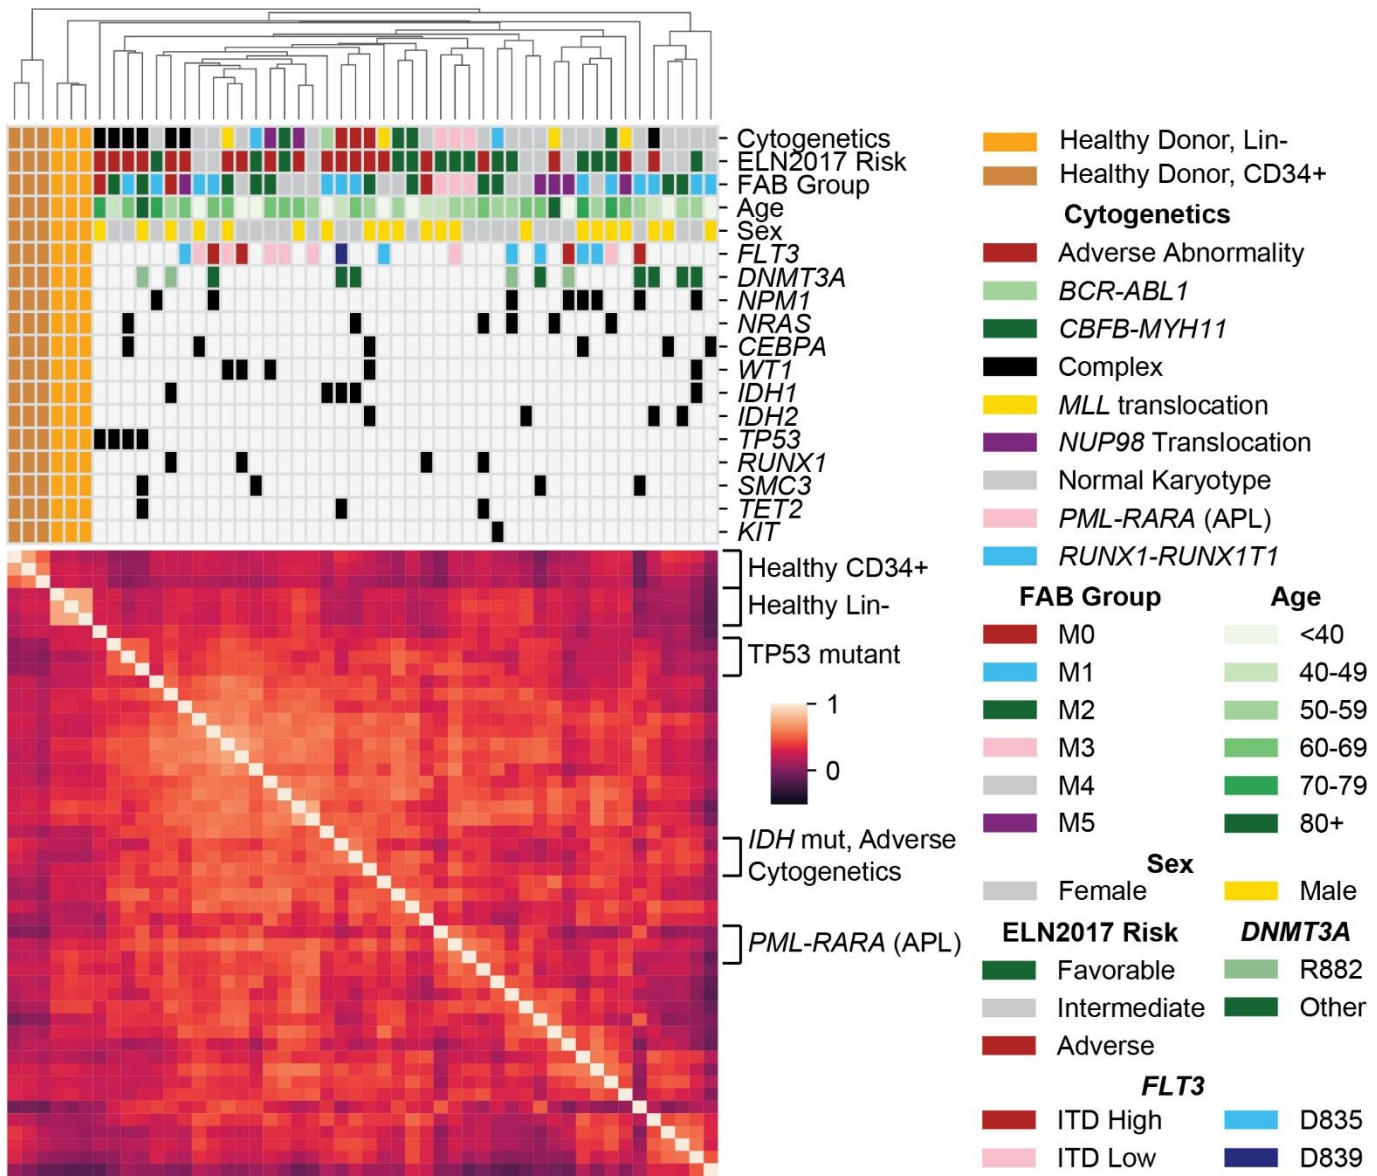 Cytogenetics
ELN2017 Risk
FAB Group
Age
Sex
FLT3
DNMT3A
NPM1
NRAS
CEBPA
WT1
IDH1
IDH2
TP53
RUNX1
SMC3
TET2
KIT
Healthy CD34+
Healthy Lin-
TP53 mutant
1
0
IDH mut, Adverse
Cytogenetics
PML-RARA (APL)
Healthy Donor, Lin-
Healthy Donor, CD34+
Cytogenetics
Adverse Abnormality
BCR-ABL1
CBFB-MYH11
Complex
MLL translocation
NUP98 Translocation
Normal Karyotype
PML-RARA (APL)
RUNX1-RUNX1T1
FAB Group
M0
M1
M2
M3
M4
M5
Age
<40
40-49
50-59
60-69
70-79
80+
Sex
Female
Male
ELN2017 Risk
Favorable
Intermediate
Adverse
DNMT3A
R882
Other
FLT3
ITD High
ITD Low
D835
D839